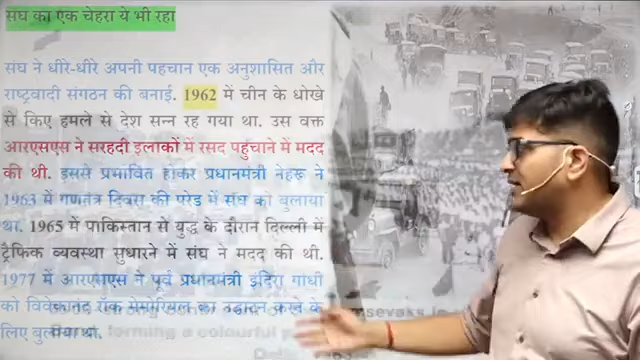 संघ का एक चेहरा ये भी रहा
संघ ने धीरे-धीरे अपनी पहचान एक अनुशासित और
राष्ट्रवादी संगठन की बनाई. 1962 में चीन के धोखे
से किए हमले से देश सन्न रह गया था. उस वक्त
आरएसएस ने सरहदी इलाकों में रसद पहुंचाने में मदद
की थी. इससे प्रभावित होकर प्रधानमंत्री नेहरू ने
1963 में गणतंत्र दिवस की परेड में संघ को बुलाया
था. 1965 में पाकिस्तान से युद्ध के दौरान दिल्ली में
ट्रैफिक व्यवस्था सुधारने में संघ ने मदद की थी.
1977 में आरएसएस ने पूर्व प्रधानमंत्री इंदिरा गांधी
को विवेकानंद रॉक मेमोरियल का उद्घाटन करने के
लिए बुलाया था.
forming a colourful